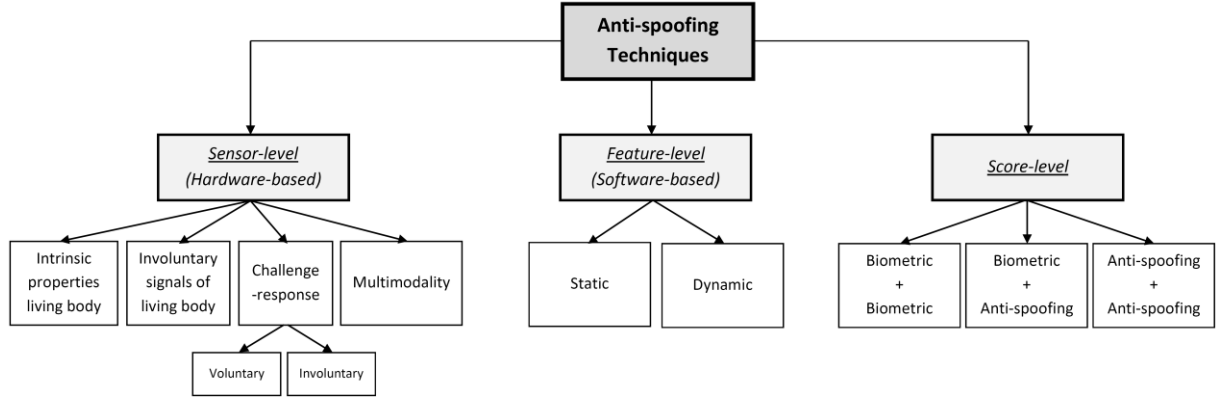 Anti-spoofing
Techniques
Sensor-level
(Hardware-based)
Feature-level
(Software-based)
Score-level
Intrinsic
properties
living body
Involuntary
signals of
living body
Challenge
-response
Multimodality
Static
Dynamic
Biometric
+
Biometric
Biometric
+
Anti-spoofing
Anti-spoofing
+
Anti-spoofing
Voluntary
Involuntary